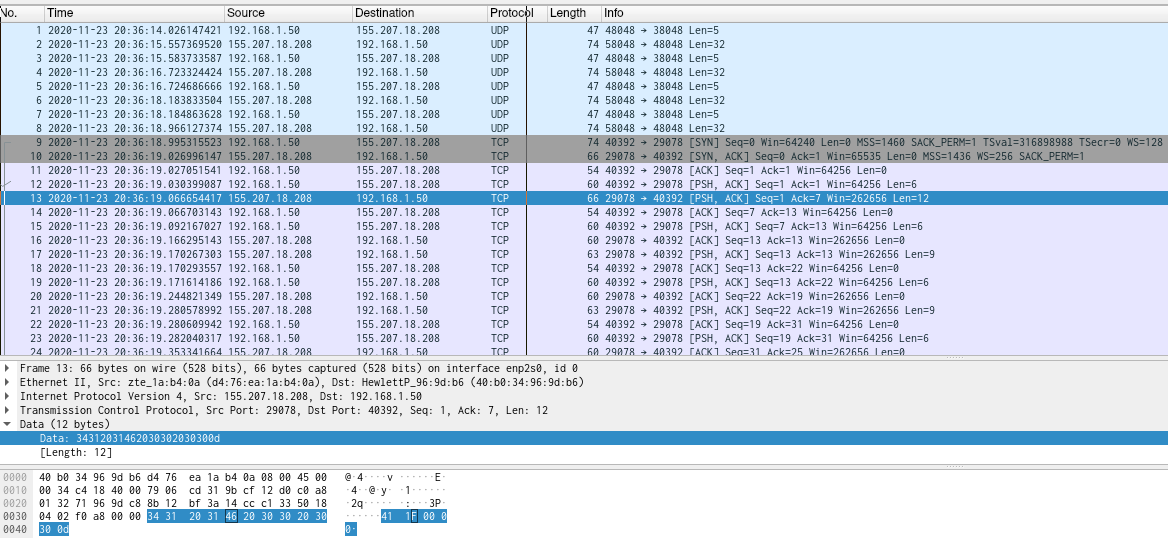 No. Time Source Destination Protocol Length Info
1 2020-11-23 20:36:14.026147421 192.168.1.50 155.207.18.208 UDP 47 48048 → 38048 Len=5
2 2020-11-23 20:36:15.557369520 155.207.18.208 192.168.1.50 UDP 74 58048 → 48048 Len=32
3 2020-11-23 20:36:15.583733587 192.168.1.50 155.207.18.208 UDP 47 48048 → 38048 Len=5
4 2020-11-23 20:36:16.723324424 155.207.18.208 192.168.1.50 UDP 74 58048 → 48048 Len=32
5 2020-11-23 20:36:16.724686666 192.168.1.50 155.207.18.208 UDP 47 48048 → 38048 Len=5
6 2020-11-23 20:36:18.183833504 155.207.18.208 192.168.1.50 UDP 74 58048 → 48048 Len=32
7 2020-11-23 20:36:18.184863628 192.168.1.50 155.207.18.208 UDP 47 48048 → 38048 Len=5
8 2020-11-23 20:36:18.966127374 155.207.18.208 192.168.1.50 UDP 74 58048 → 48048 Len=32
9 2020-11-23 20:36:18.995315523 192.168.1.50 155.207.18.208 TCP 74 40392 → 29078 [SYN] Seq=0 Win=64240 Len=0 MSS=1460 SACK_PERM=1 TSval=316898988 TSecr=0 WS=128
10 2020-11-23 20:36:19.026996147 155.207.18.208 192.168.1.50 TCP 66 29078 → 40392 [SYN, ACK] Seq=0 Ack=1 Win=65535 Len=0 MSS=1436 WS=256 SACK_PERM=1
11 2020-11-23 20:36:19.027051541 192.168.1.50 155.207.18.208 TCP 54 40392 → 29078 [ACK] Seq=1 Ack=1 Win=64256 Len=0
12 2020-11-23 20:36:19.030399087 192.168.1.50 155.207.18.208 TCP 60 40392 → 29078 [PSH, ACK] Seq=1 Ack=1 Win=64256 Len=6
13 2020-11-23 20:36:19.066654417 155.207.18.208 192.168.1.50 TCP 66 29078 → 40392 [PSH, ACK] Seq=1 Ack=7 Win=262656 Len=12
14 2020-11-23 20:36:19.066703143 192.168.1.50 155.207.18.208 TCP 54 40392 → 29078 [ACK] Seq=7 Ack=13 Win=64256 Len=0
15 2020-11-23 20:36:19.092167027 192.168.1.50 155.207.18.208 TCP 60 40392 → 29078 [PSH, ACK] Seq=7 Ack=13 Win=64256 Len=6
16 2020-11-23 20:36:19.166295143 155.207.18.208 192.168.1.50 TCP 60 29078 → 40392 [ACK] Seq=13 Ack=13 Win=262656 Len=0
17 2020-11-23 20:36:19.170267303 155.207.18.208 192.168.1.50 TCP 63 29078 → 40392 [PSH, ACK] Seq=13 Ack=13 Win=262656 Len=9
18 2020-11-23 20:36:19.170293557 192.168.1.50 155.207.18.208 TCP 54 40392 → 29078 [ACK] Seq=13 Ack=22 Win=64256 Len=0
19 2020-11-23 20:36:19.171614186 192.168.1.50 155.207.18.208 TCP 60 40392 → 29078 [PSH, ACK] Seq=13 Ack=22 Win=64256 Len=6
20 2020-11-23 20:36:19.244821349 155.207.18.208 192.168.1.50 TCP 60 29078 → 40392 [ACK] Seq=22 Ack=19 Win=262656 Len=0
21 2020-11-23 20:36:19.280578992 155.207.18.208 192.168.1.50 TCP 63 29078 → 40392 [PSH, ACK] Seq=22 Ack=19 Win=262656 Len=9
22 2020-11-23 20:36:19.280609942 192.168.1.50 155.207.18.208 TCP 54 40392 → 29078 [ACK] Seq=19 Ack=31 Win=64256 Len=0
23 2020-11-23 20:36:19.282040317 192.168.1.50 155.207.18.208 TCP 60 40392 → 29078 [PSH, ACK] Seq=19 Ack=31 Win=64256 Len=6
24 2020-11-23 20:36:19.353341664 155.207.18.208 192.168.1.50 TCP 60 29078 → 40392 [ACK] Seq=31 Ack=25 Win=262656 Len=0
Frame 13: 66 bytes on wire (528 bits), 66 bytes captured (528 bits) on interface enp2s0, id 0
Ethernet II, Src: zte_1a:b4:0a (d4:76:ea:1a:b4:0a), Dst: HewlettP_96:9d:b6 (40:b0:34:96:9d:b6)
Internet Protocol Version 4, Src: 155.207.18.208, Dst: 192.168.1.50
Transmission Control Protocol, Src Port: 29078, Dst Port: 40392, Seq: 1, Ack: 7, Len: 12
Data (12 bytes)
Data: 34312031462030302030300d
[Length: 12]
0000 40 b0 34 96 9d b6 d4 76 ea 1a b4 0a 08 00 45 00 @·4····v ······E·
0010 00 34 c4 18 40 00 79 06 cd 31 9b cf 12 d0 c0 a8 ·4··@·y· ·1······
0020 01 32 71 96 9d c8 8b 12 bf 3a 14 cc c1 33 50 18 ·2q····· ·:···3P·
0030 04 02 f0 a8 00 00 34 31 20 31 46 20 30 30 20 30 ······41 1F 00 0
0040 30 0d 0·